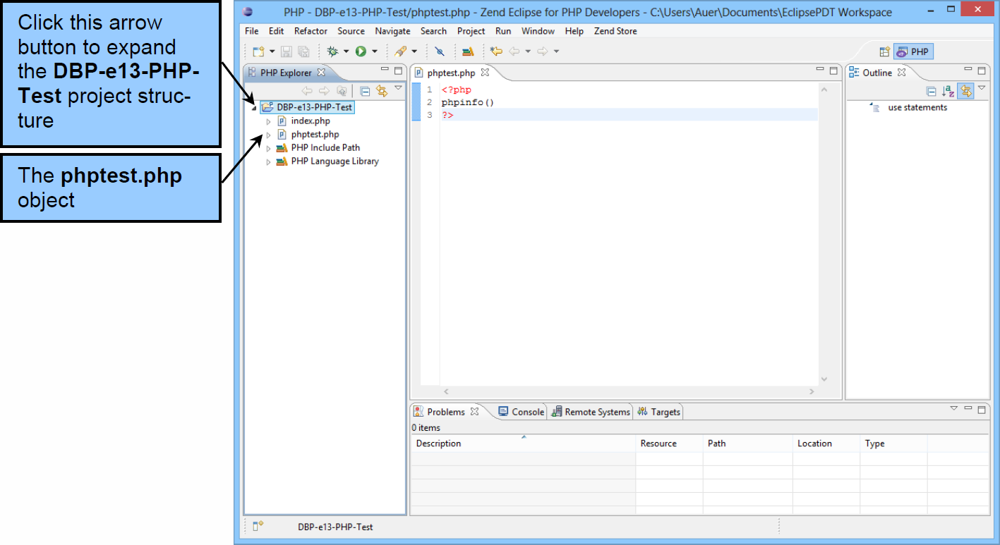 Click this arrow
button to expand
the DBP-e13-PHP-
Test project struc-
ture
The phptest.php
object
PHP - DBP-e13-PHP-Test/phptest.php - Zend Eclipse for PHP Developers - C:\Users\Auer\Documents\EclipsePDT Workspace
File Edit Refactor Source Navigate Search Project Run Window Help Zend Store
PHP
PHP Explorer
DBP-e13-PHP-Test
index.php
phptest.php
PHP Include Path
PHP Language Library
phptest.php
1 <?php
2 phpinfo()
3 ?>
Outline
use statements
Problems Console Remote Systems Targets
0 items
Description Resource Path Location Type
DBP-e13-PHP-Test